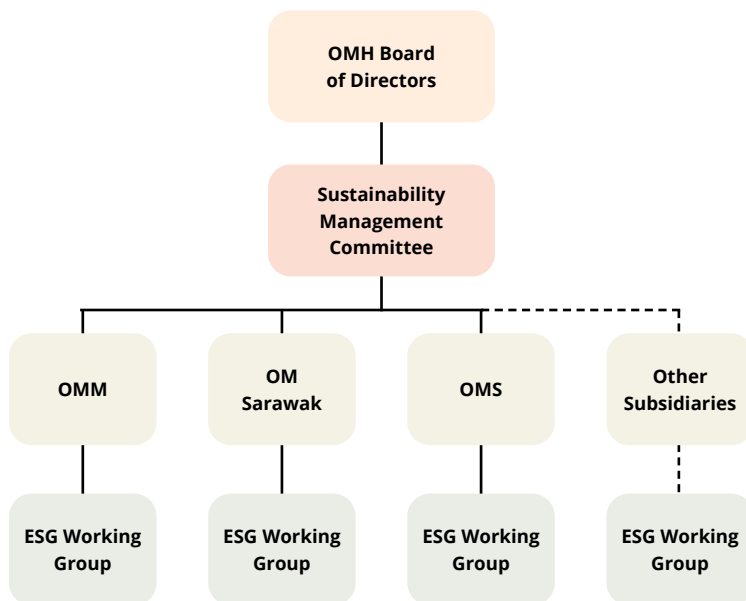 OMH Board
of Directors
Sustainability
Management
Committee
OMM
OM
Sarawak
OMS
Other
Subsidiaries
ESG Working
Group
ESG Working
Group
ESG Working
Group
ESG Working
Group